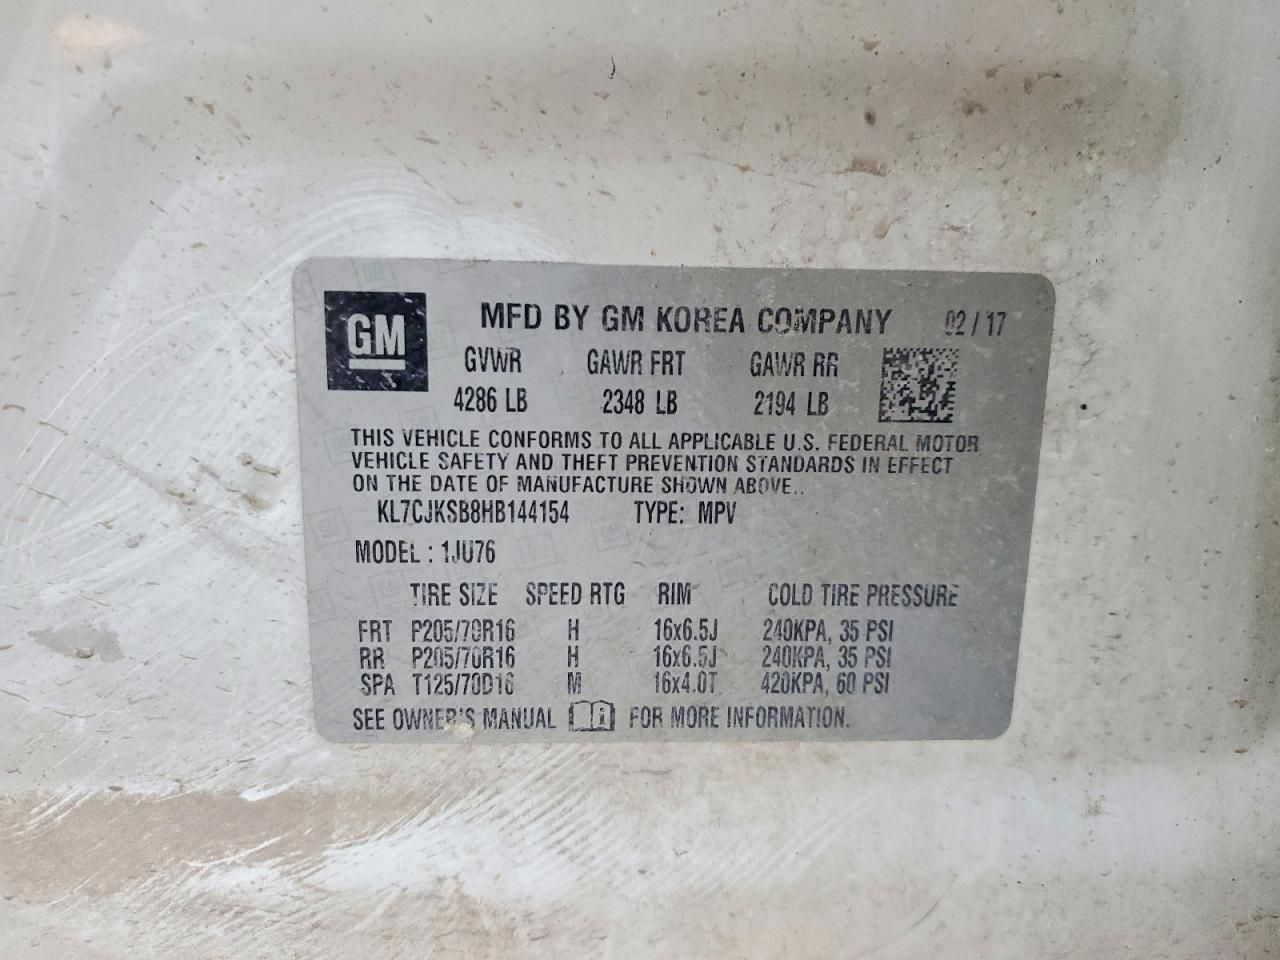 GM
MFD BY GM KOREA COMPANY 02/17
GVWR GAWR FRT GAWR RR
4286 LB 2348 LB 2194 LB
THIS VEHICLE CONFORMS TO ALL APPLICABLE U.S. FEDERAL MOTOR
VEHICLE SAFETY AND THEFT PREVENTION STANDARDS IN EFFECT
ON THE DATE OF MANUFACTURE SHOWN ABOVE..
KL7CJKSB8HB144154 TYPE: MPV
MODEL : 1JU76
TIRE SIZE SPEED RTG RIM COLD TIRE PRESSURE
FRT P205/70R16 H 16x6.5J 240KPA, 35 PSI
RR P205/70R16 H 16x6.5J 240KPA, 35 PSI
SPA T125/70D16 M 16x4.0T 420KPA, 60 PSI
SEE OWNER'S MANUAL FOR MORE INFORMATION.